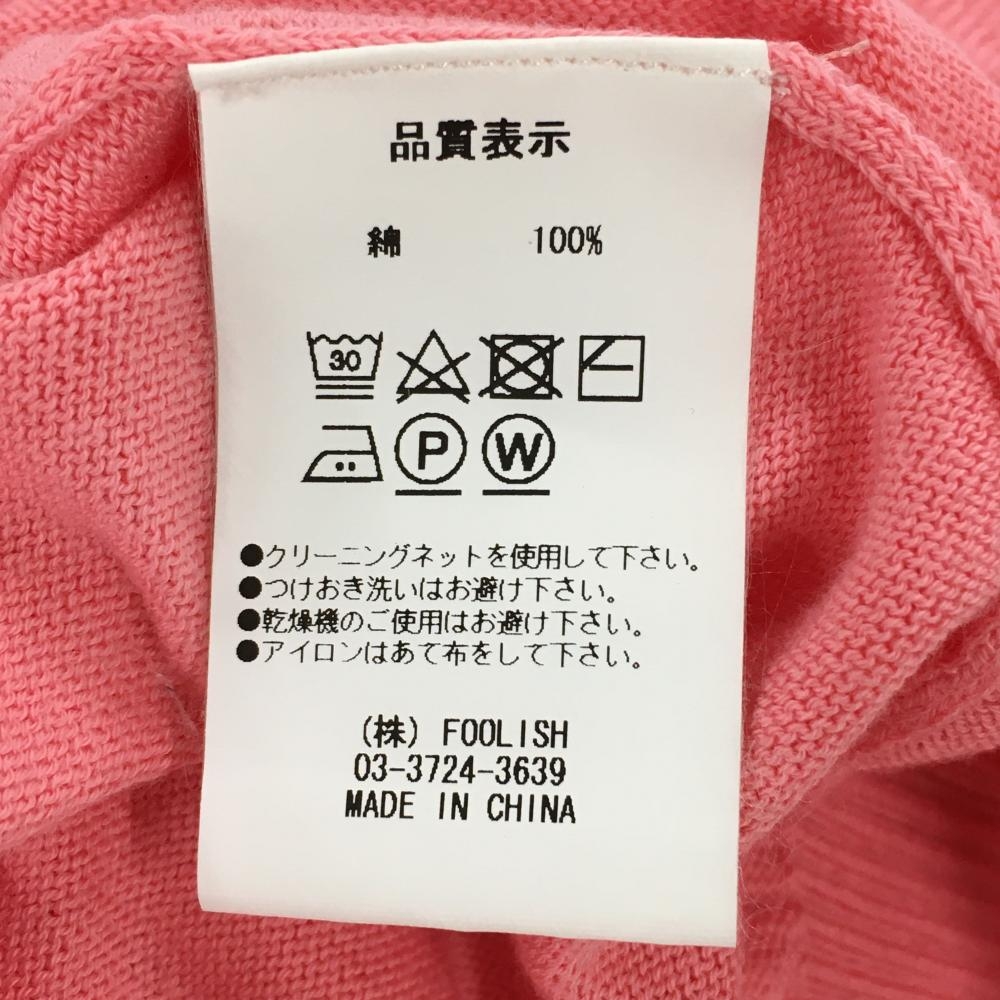 品質表示
綿 100%
30
P W
●クリーニングネットを使用して下さい。
●つけおき洗いはお避け下さい。
●乾燥機のご使用はお避け下さい。
●アイロンはあて布をして下さい。
(株) FOOLISH
03-3724-3639
MADE IN CHINA